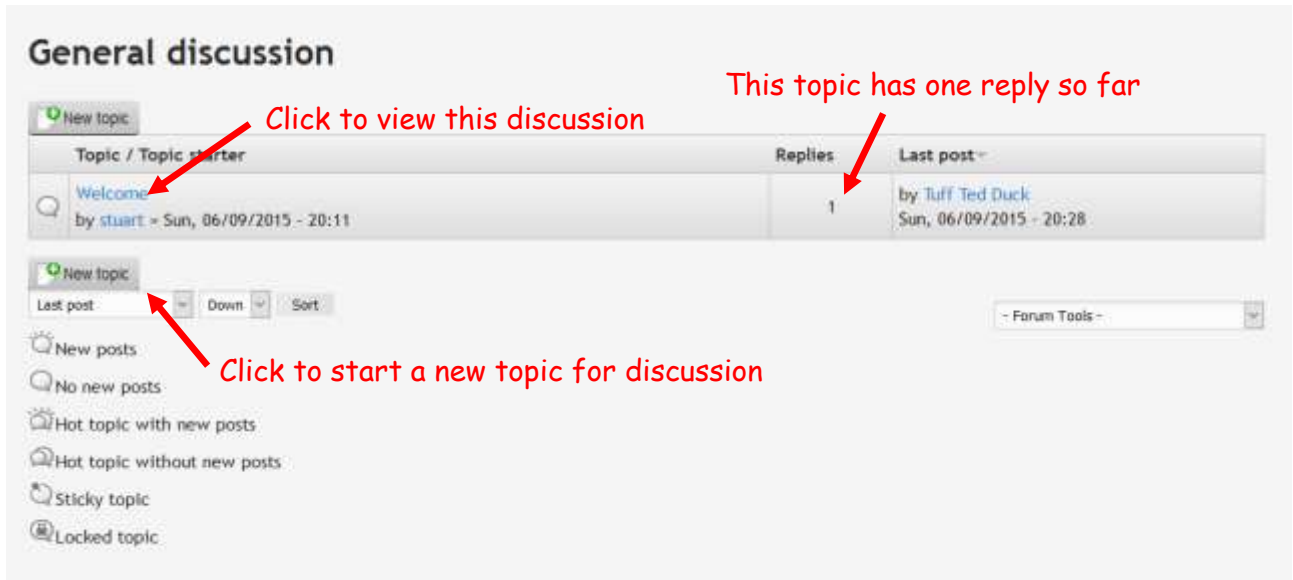 General discussion
This topic has one reply so far
New topic
Click to view this discussion
Topic / Topic starter Replies Last post
Welcome
by stuart » Sun, 06/09/2015 - 20:11
1
by Tuff Ted Duck
Sun, 06/09/2015 - 20:28
New topic
Last post Down Sort
- Forum Tools -
New posts
Click to start a new topic for discussion
No new posts
Hot topic with new posts
Hot topic without new posts
Sticky topic
Locked topic